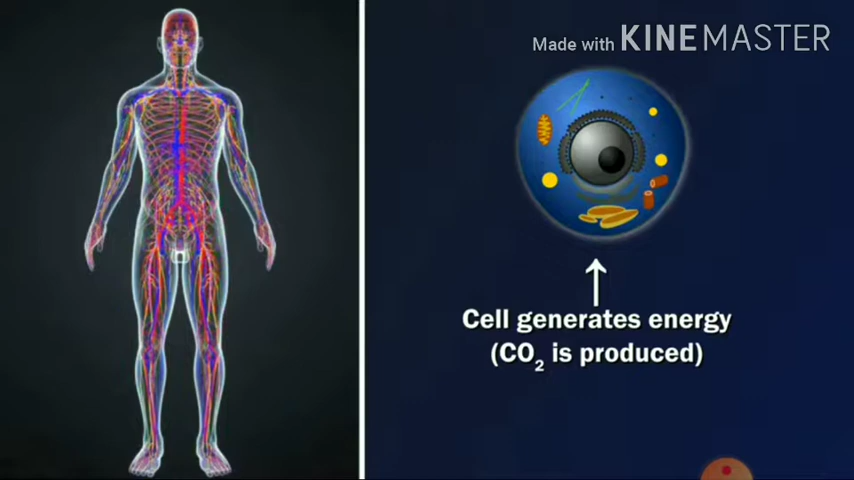 Made with KINEMASTER
Cell generates energy
(CO₂ is produced)